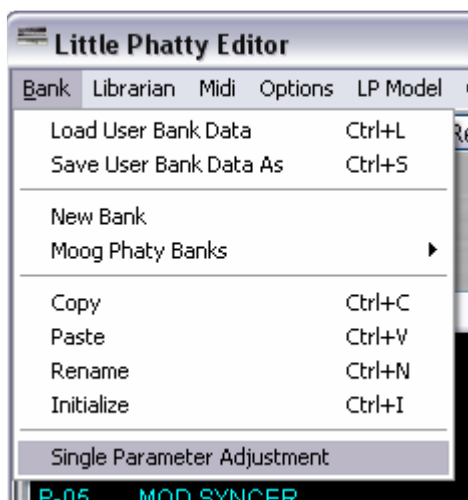 Little Phatty Editor
Bank Librarian Midi Options LP Model
Load User Bank Data Ctrl+L
Save User Bank Data As Ctrl+S
New Bank
Moog Phaty Banks
Copy Ctrl+C
Paste Ctrl+V
Rename Ctrl+N
Initialize Ctrl+I
Single Parameter Adjustment
P-05 MOD SYNCER